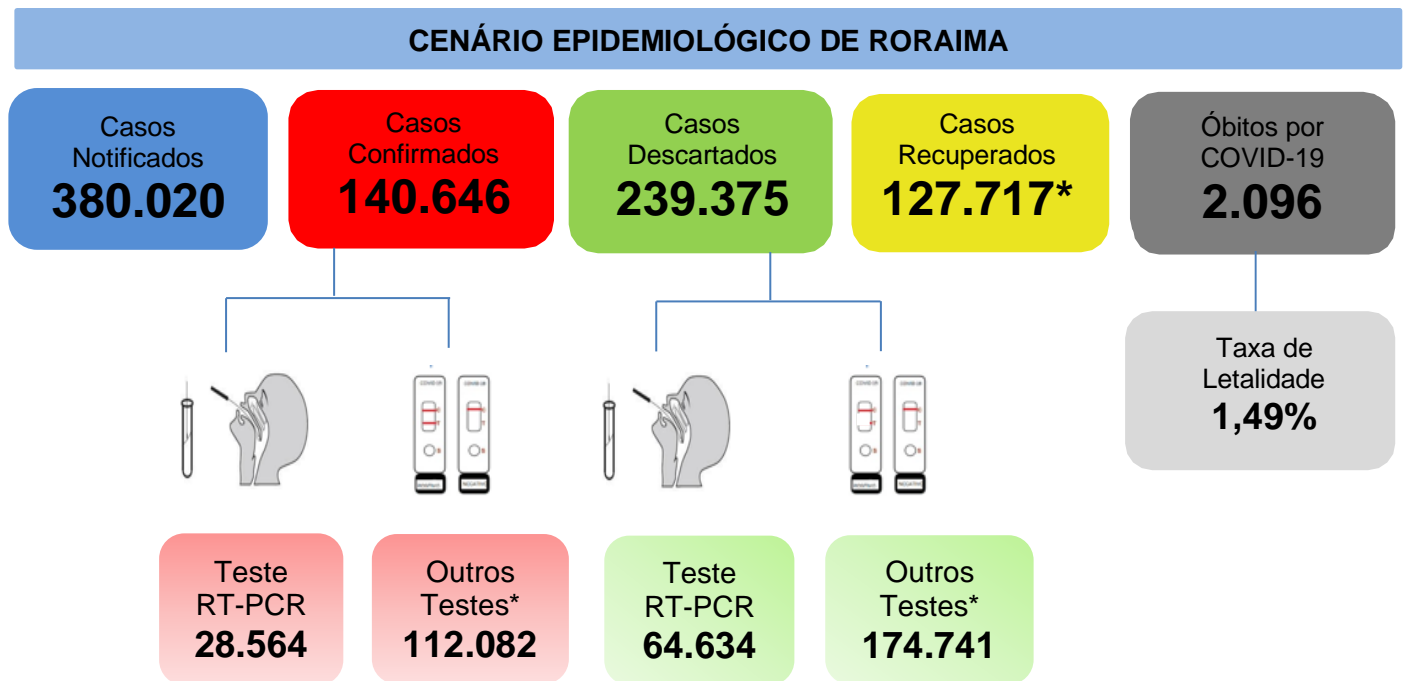 CENÁRIO EPIDEMIOLÓGICO DE RORAIMA
Casos
Notificados
380.020
Casos
Confirmados
140.646
Casos
Descartados
239.375
Casos
Recuperados
127.717*
Óbitos por
COVID-19
2.096
Taxa de
Letalidade
1,49%
Teste
RT-PCR
28.564
Outros
Testes*
112.082
Teste
RT-PCR
64.634
Outros
Testes*
174.741